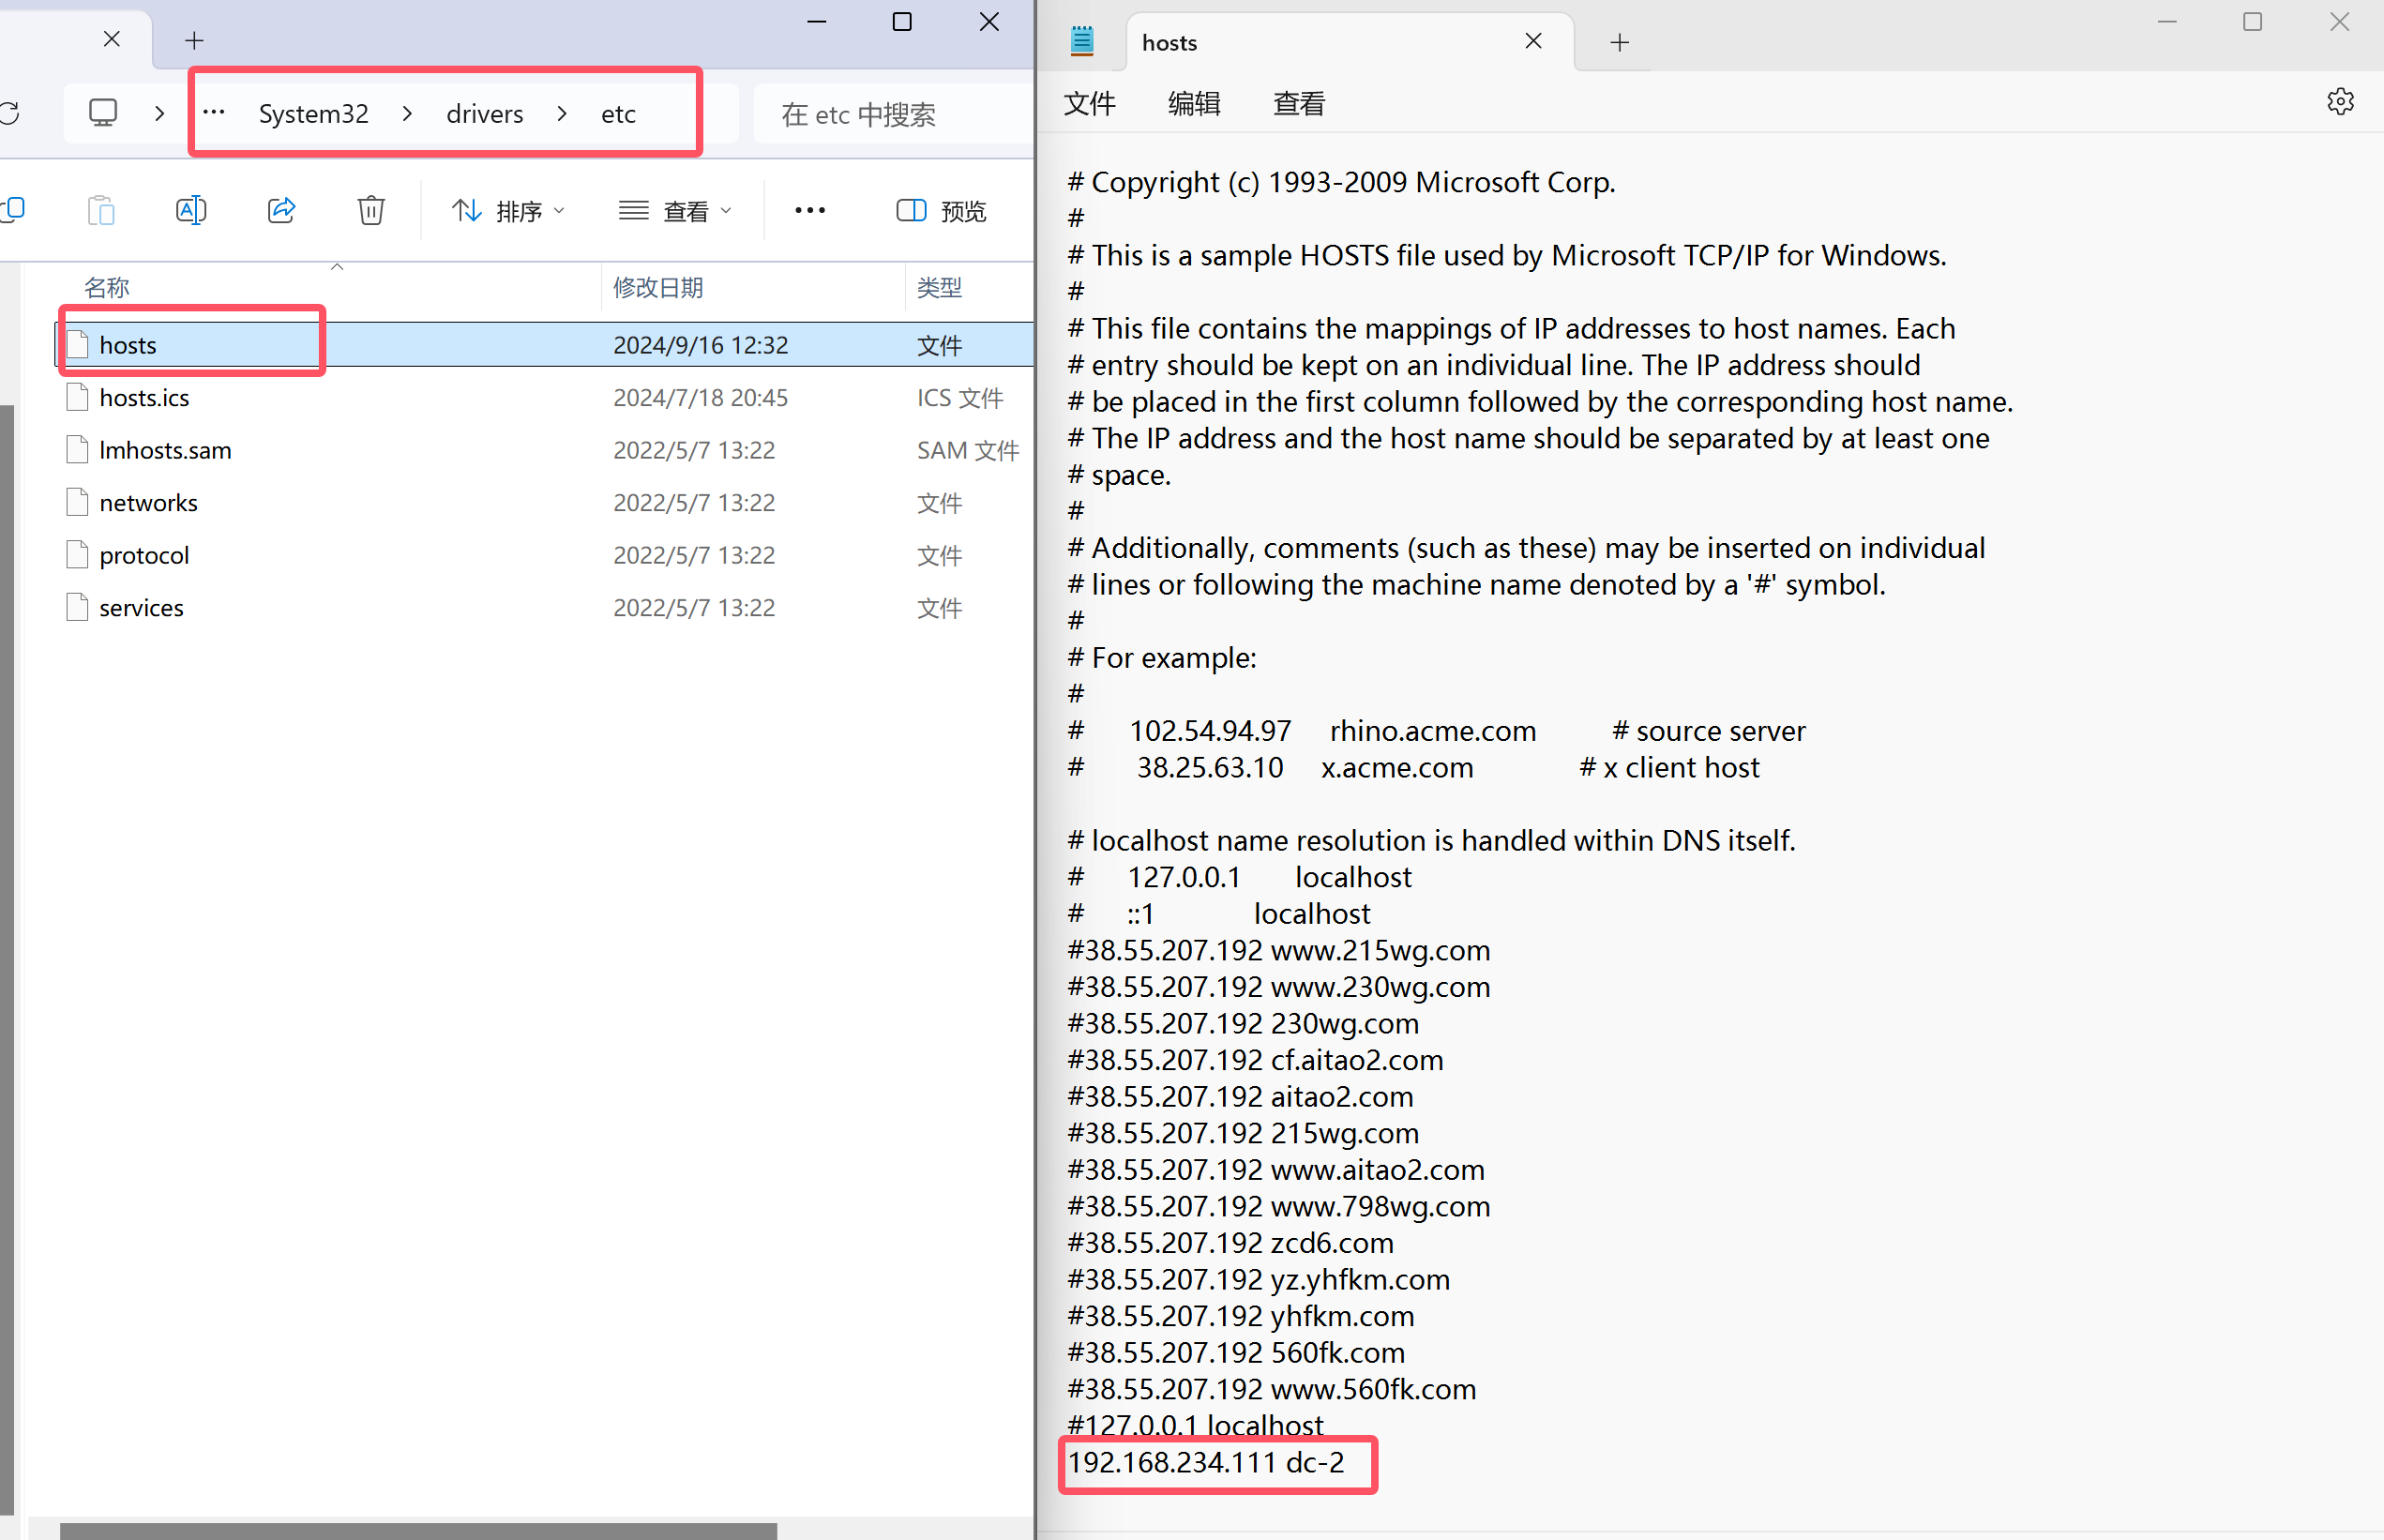 System32 > drivers > etc
在 etc 中搜索
排序
查看
预览
名称 修改日期 类型
hosts 2024/9/16 12:32 文件
hosts.ics 2024/7/18 20:45 ICS 文件
lmhosts.sam 2022/5/7 13:22 SAM 文件
networks 2022/5/7 13:22 文件
protocol 2022/5/7 13:22 文件
services 2022/5/7 13:22 文件
hosts
文件 编辑 查看
# Copyright (c) 1993-2009 Microsoft Corp.
#
# This is a sample HOSTS file used by Microsoft TCP/IP for Windows.
#
# This file contains the mappings of IP addresses to host names. Each
# entry should be kept on an individual line. The IP address should
# be placed in the first column followed by the corresponding host name.
# The IP address and the host name should be separated by at least one
# space.
#
# Additionally, comments (such as these) may be inserted on individual
# lines or following the machine name denoted by a '#' symbol.
#
# For example:
#
# 102.54.94.97 rhino.acme.com # source server
# 38.25.63.10 x.acme.com # x client host
# localhost name resolution is handled within DNS itself.
# 127.0.0.1 localhost
# ::1 localhost
#38.55.207.192 www.215wg.com
#38.55.207.192 www.230wg.com
#38.55.207.192 230wg.com
#38.55.207.192 cf.aitao2.com
#38.55.207.192 aitao2.com
#38.55.207.192 215wg.com
#38.55.207.192 www.aitao2.com
#38.55.207.192 www.798wg.com
#38.55.207.192 zcd6.com
#38.55.207.192 yz.yhfkm.com
#38.55.207.192 yhfkm.com
#38.55.207.192 560fk.com
#38.55.207.192 www.560fk.com
#127.0.0.1 localhost
192.168.234.111 dc-2